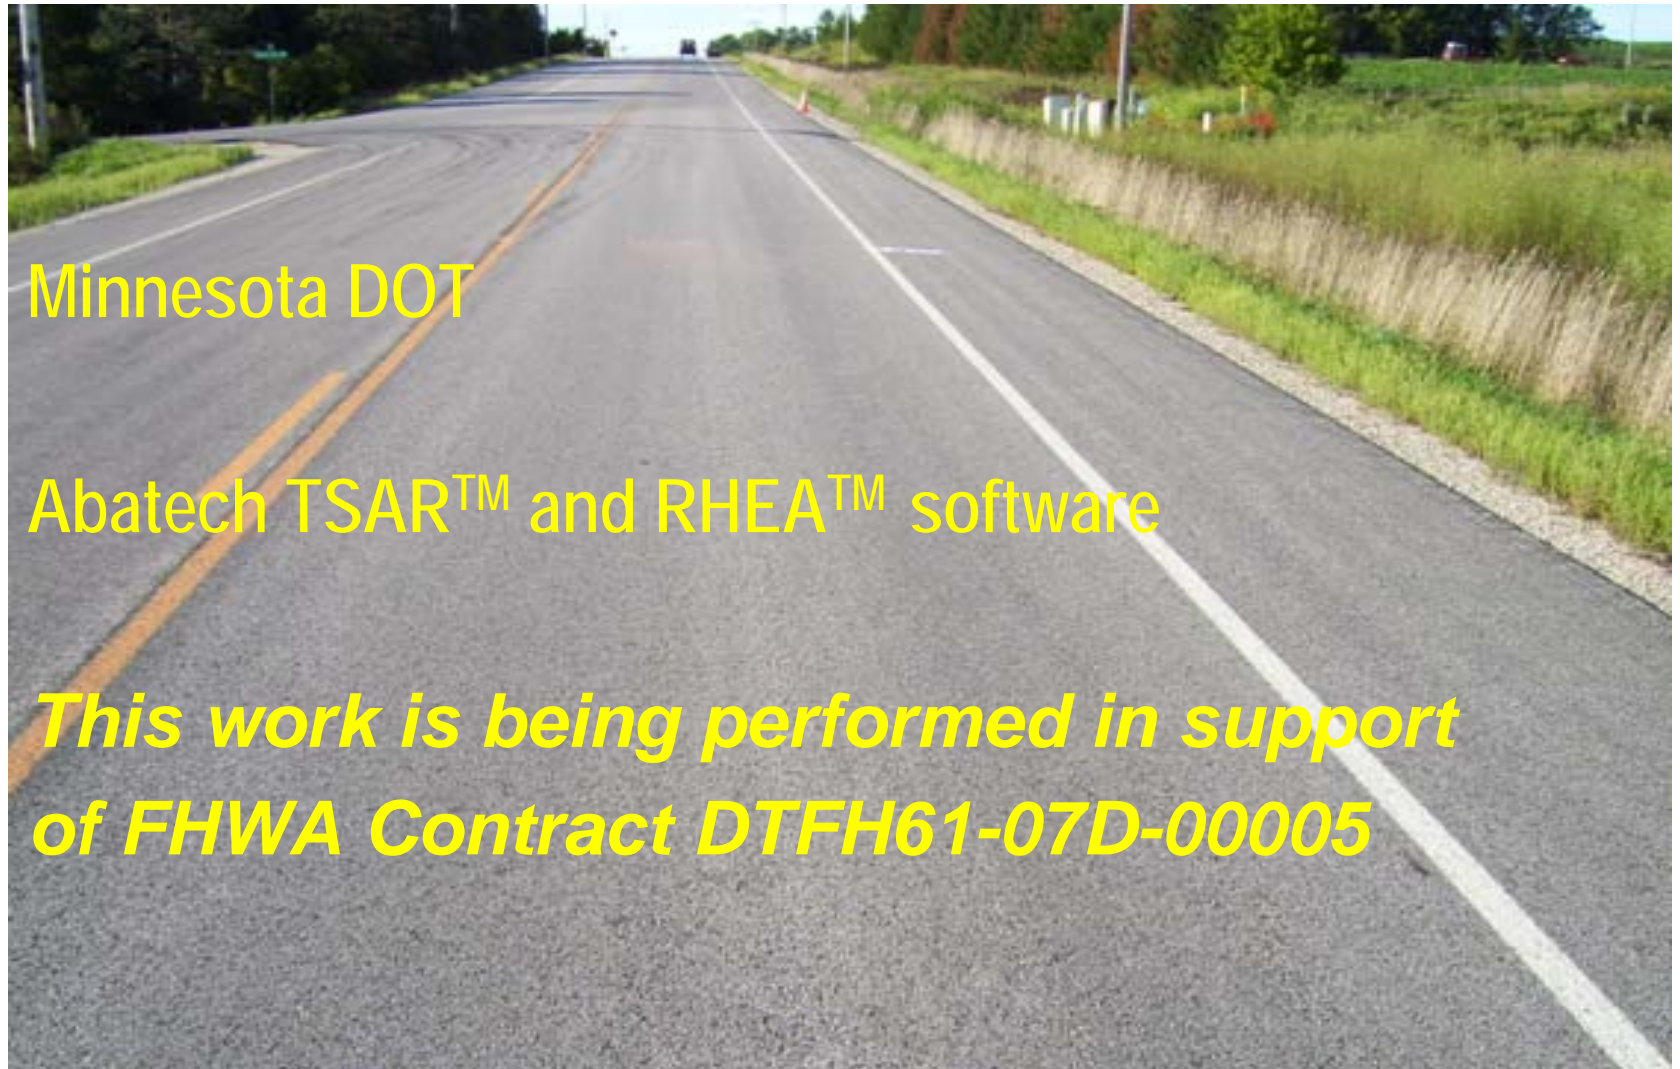 Minnesota DOT
Abatech TSAR™ and RHEA™ software
This work is being performed in support
of FHWA Contract DTFH61-07D-00005